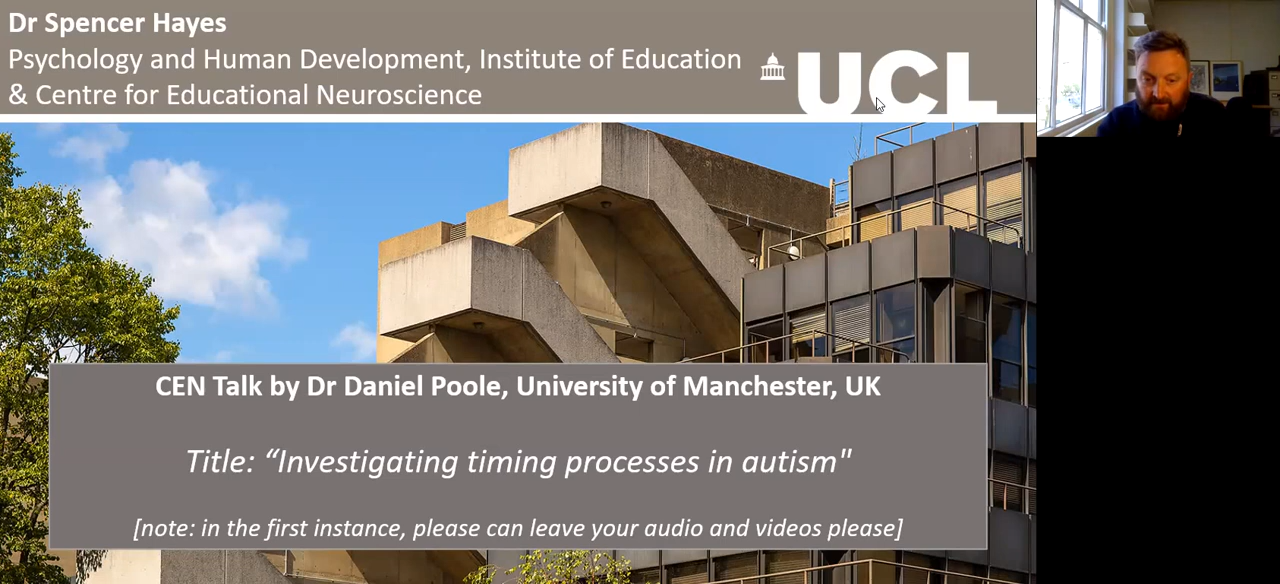 Dr Spencer Hayes
Psychology and Human Development, Institute of Education
& Centre for Educational Neuroscience
UCL
CEN Talk by Dr Daniel Poole, University of Manchester, UK
Title: “Investigating timing processes in autism"
[note: in the first instance, please can leave your audio and videos please]